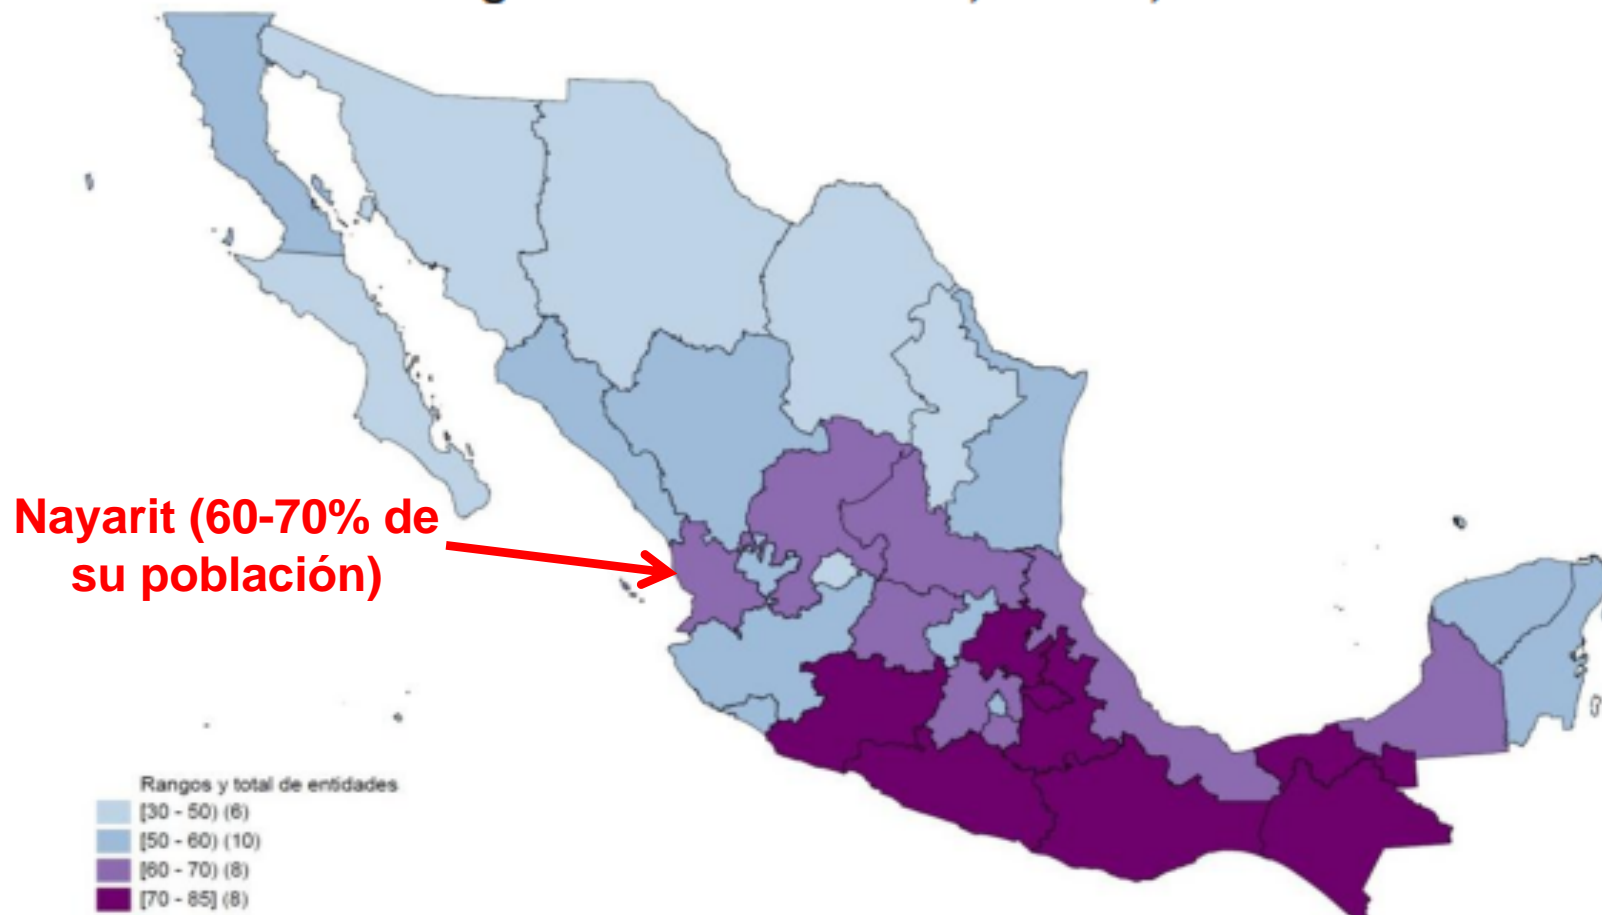 Nayarit (60-70% de
su población)
Rangos y total de entidades
[30 - 50) (6)
[50 - 60) (10)
[60 - 70) (8)
[70 - 85] (8)